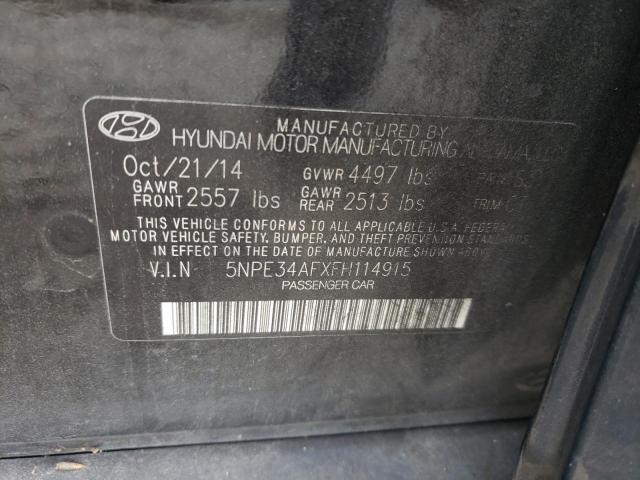 MANUFACTURED BY
HYUNDAI MOTOR MANUFACTURING
Oct/21/14 GVWR 4497 lbs
GAWR FRONT 2557 lbs GAWR REAR 2513 lbs TRIM
THIS VEHICLE CONFORMS TO ALL APPLICABLE U.S.A. FEDERAL
MOTOR VEHICLE SAFETY, BUMPER, AND THEFT PREVENTION STANDARDS
IN EFFECT ON THE DATE OF MANUFACTURE SHOWN ABOVE
V.I.N 5NPE34AFXFH114915
PASSENGER CAR